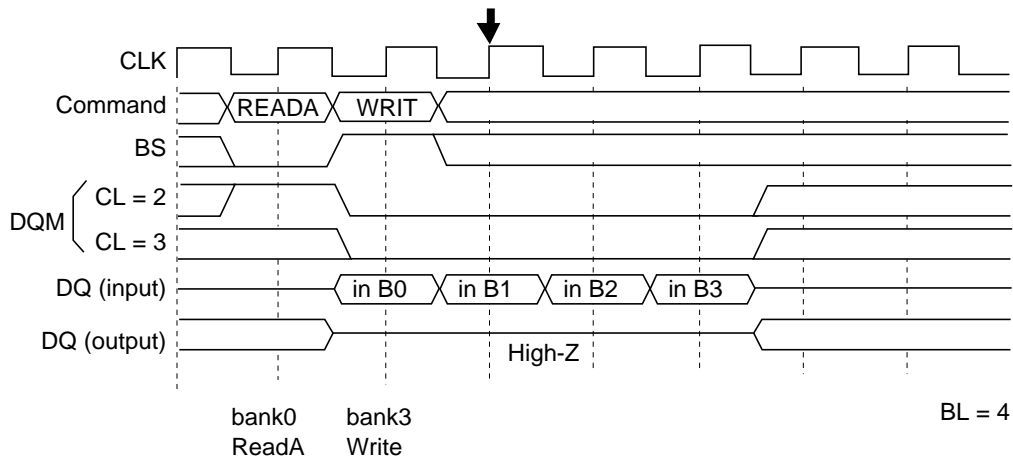 CLK
Command READA WRIT
BS
DQM CL = 2
CL = 3
DQ (input) in B0 in B1 in B2 in B3
DQ (output) High-Z
bank0 bank3 BL = 4
ReadA Write